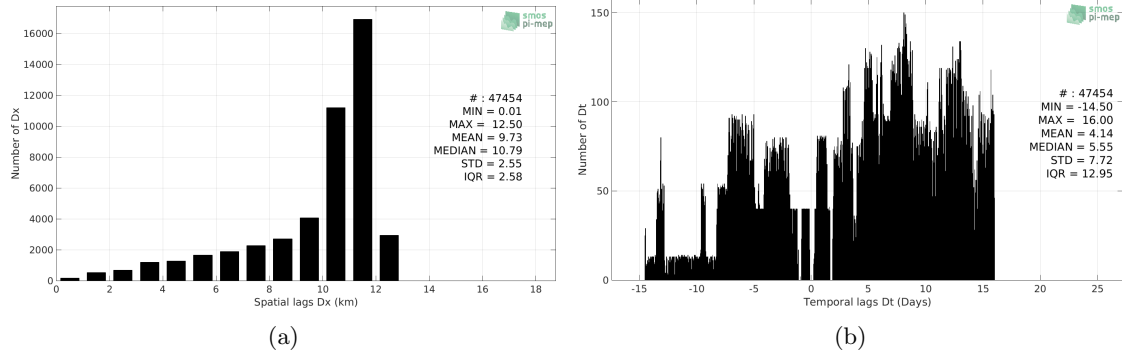 smos
pi-mep
16000
14000
12000
10000
8000
6000
4000
2000
0
Number of Dx
# : 47454
MIN = 0.01
MAX = 12.50
MEAN = 9.73
MEDIAN = 10.79
STD = 2.55
IQR = 2.58
0 2 4 6 8 10 12 14 16 18
Spatial lags Dx (km)
(a)
smos
pi-mep
150
100
50
0
Number of Dt
# : 47454
MIN = -14.50
MAX = 16.00
MEAN = 4.14
MEDIAN = 5.55
STD = 7.72
IQR = 12.95
-15 -10 -5 0 5 10 15 20 25
Temporal lags Dt (Days)
(b)